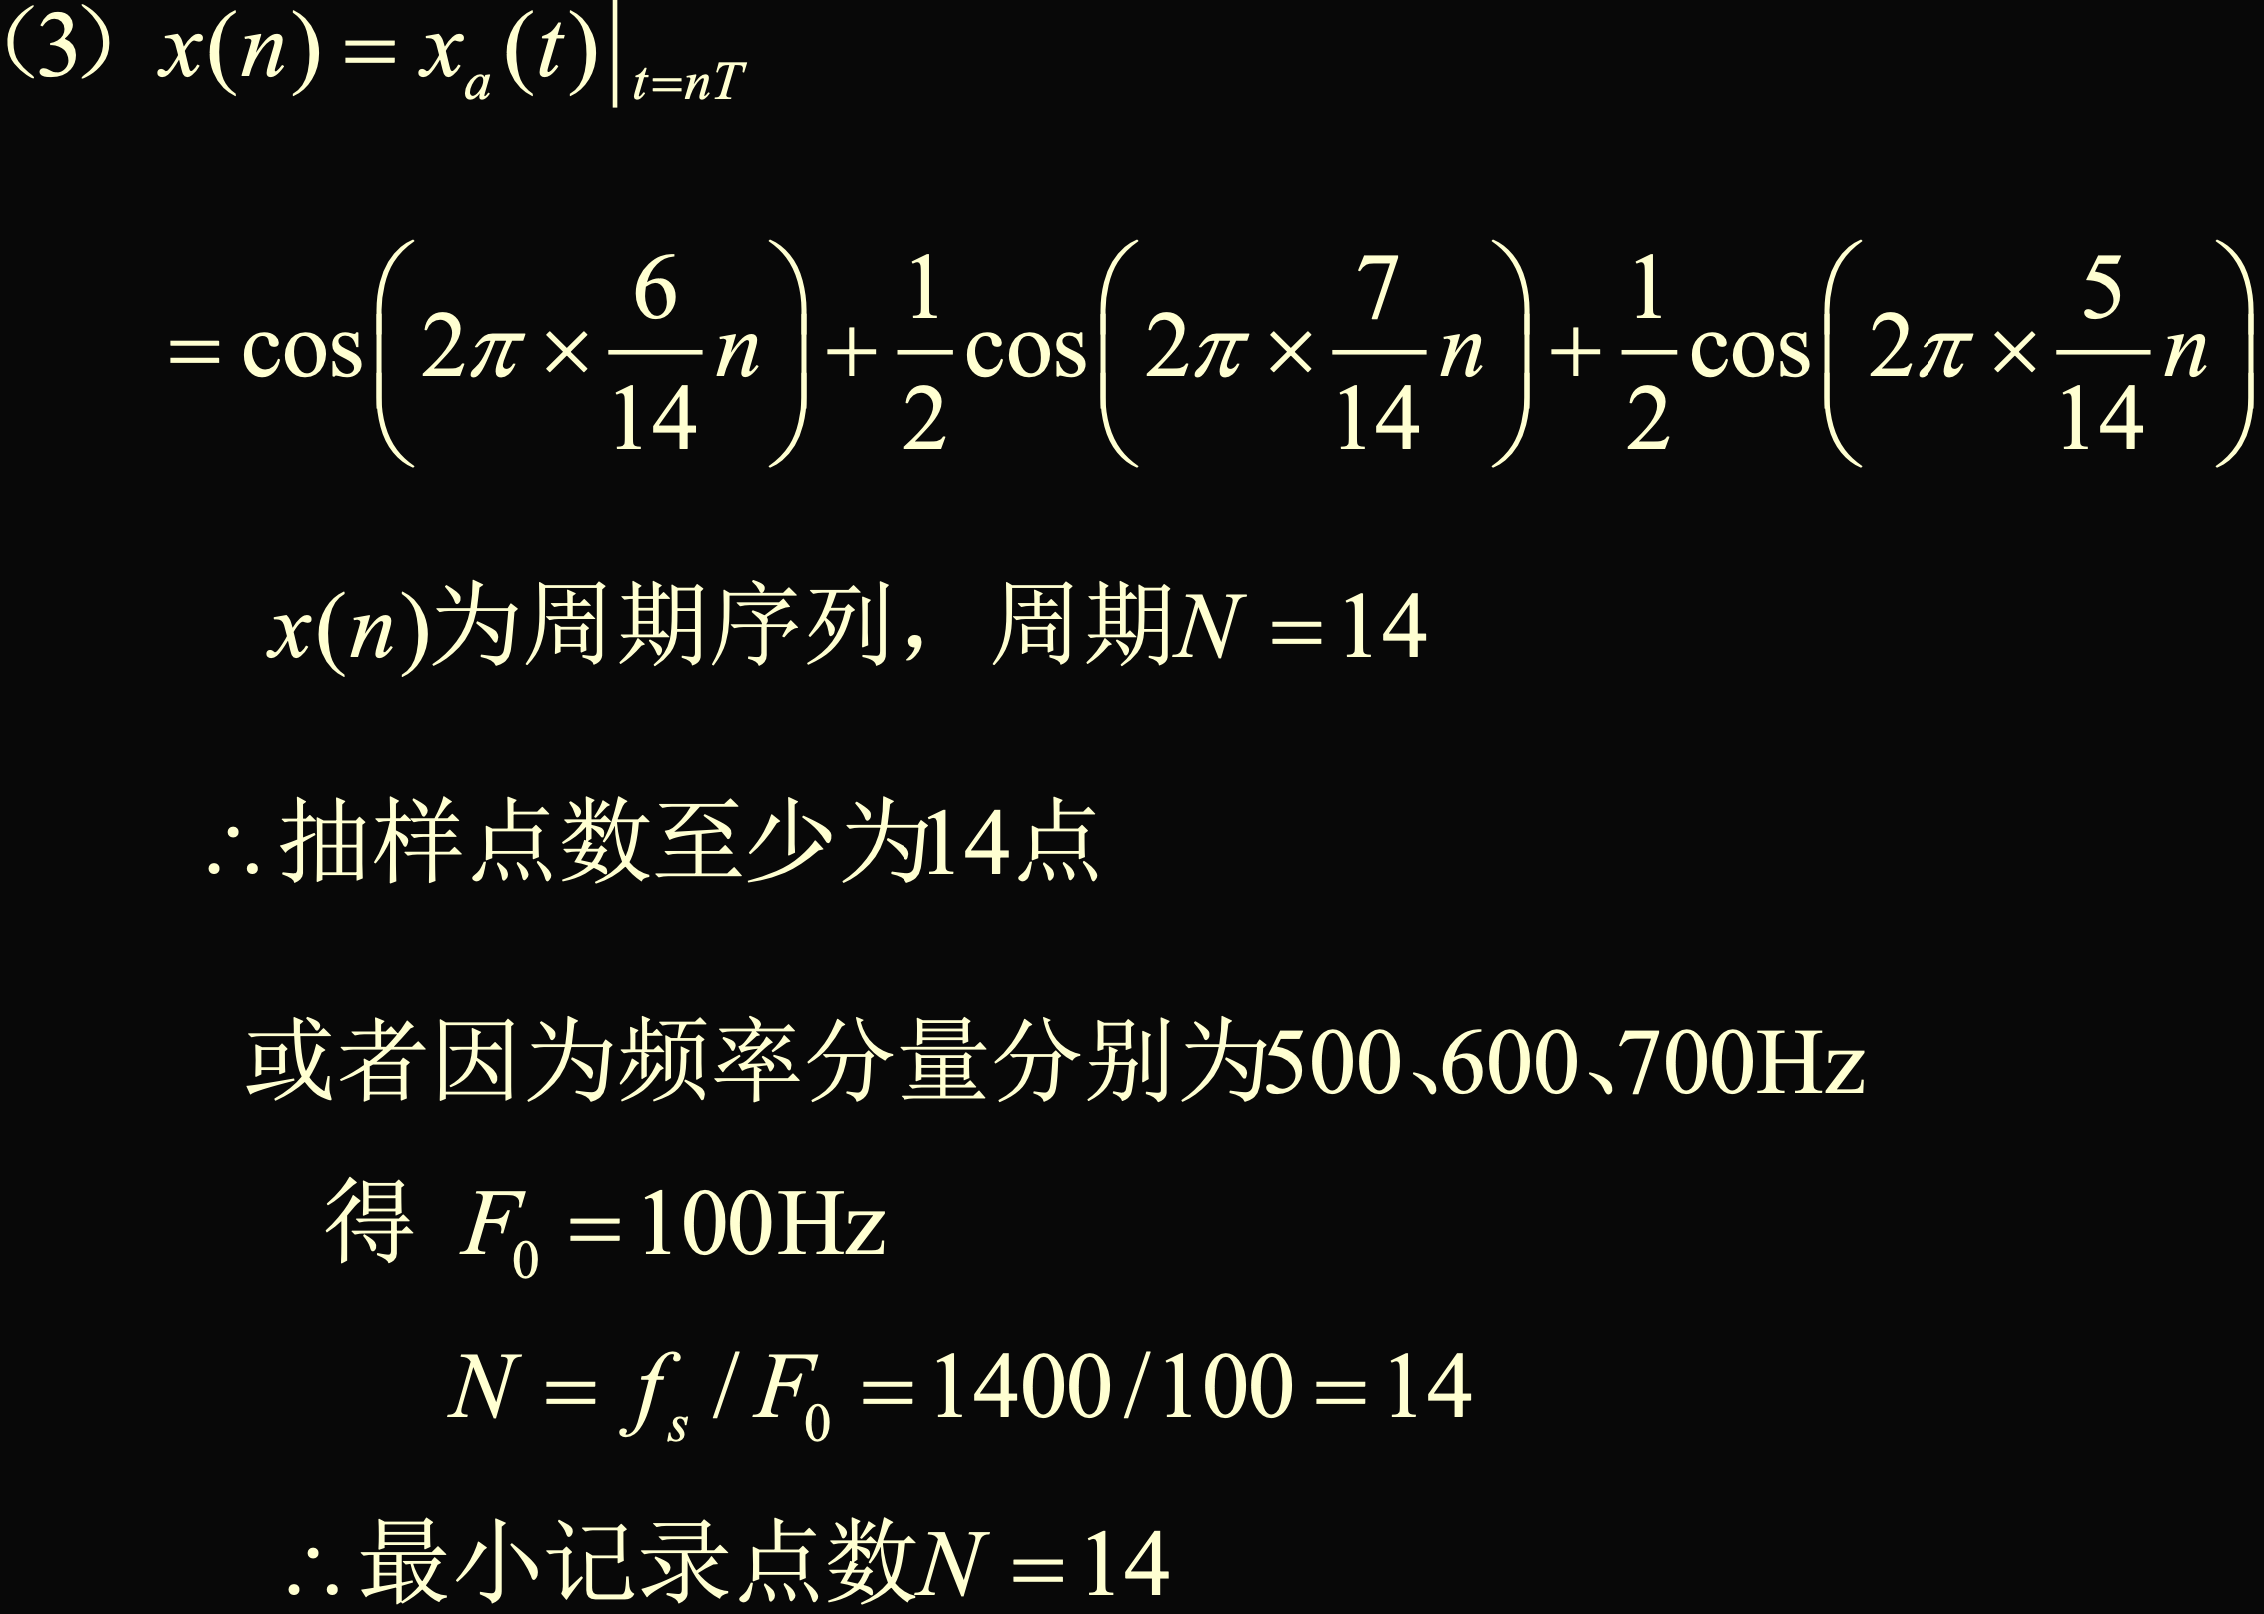 （3） x(n) = x_a(t)|_{t=nT}
= cos(2π × 6/14 n) + 1/2 cos(2π × 7/14 n) + 1/2 cos(2π × 5/14 n)
x(n)为周期序列，周期N = 14
∴抽样点数至少为14点
或者因为频率分量分别为500、600、700Hz
得 F_0 = 100Hz
N = f_s / F_0 = 1400/100 = 14
∴最小记录点数N = 14